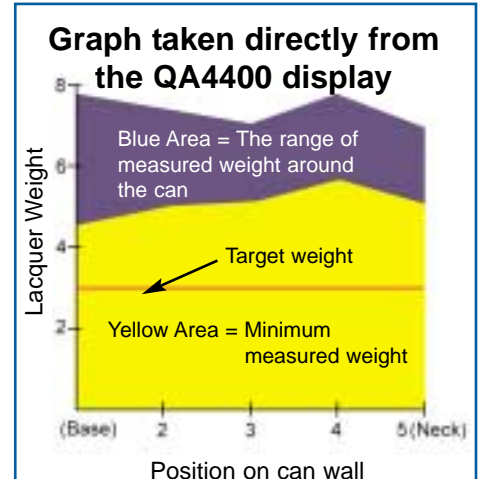 Graph taken directly from
the QA4400 display
8
6
4
2
Lacquer Weight
Blue Area = The range of
measured weight around
the can
Target weight
Yellow Area = Minimum
measured weight
(Base) 2 3 4 5(Neck)
Position on can wall